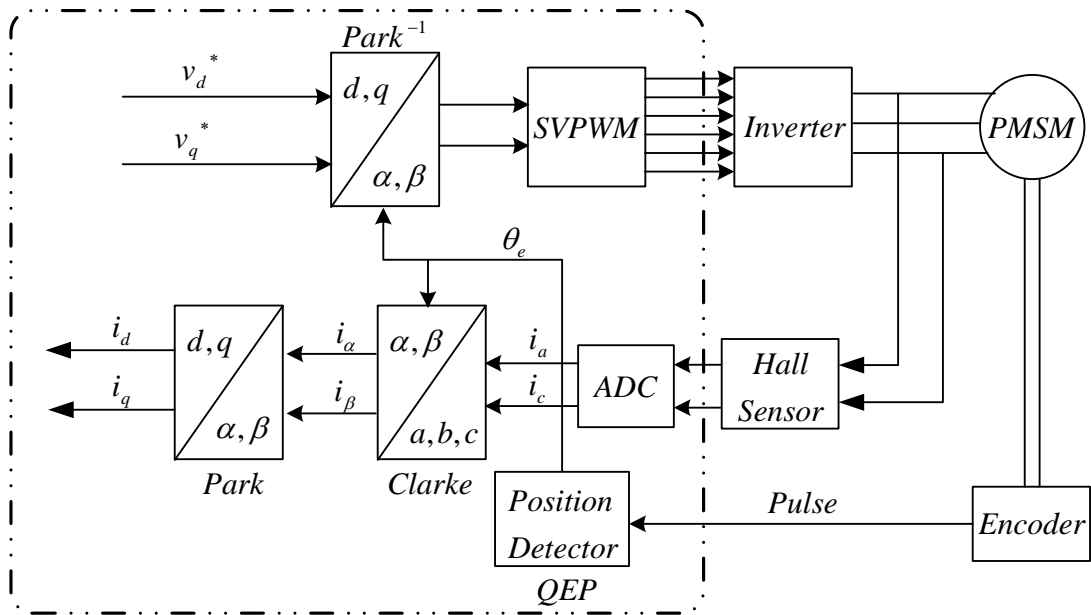 Park⁻¹
v_d*
d,q
v_q*
α,β
SVPWM
Inverter
PMSM
θ_e
i_d
d,q
i_α
α,β
i_a
ADC
Hall
Sensor
i_q
α,β
i_β
a,b,c
i_c
Park
Clarke
Position
Detector
QEP
Pulse
Encoder